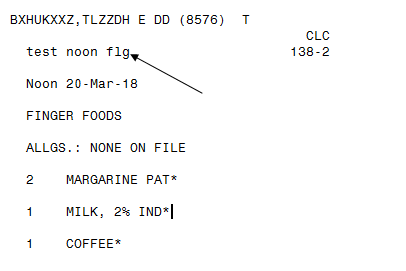 BXHUKXXZ,TLZZDH E DD (8576)  T
CLC
test noon flg 138-2
Noon 20-Mar-18
FINGER FOODS
ALLGS.: NONE ON FILE
2 MARGARINE PAT*
1 MILK, 2% IND*
1 COFFEE*